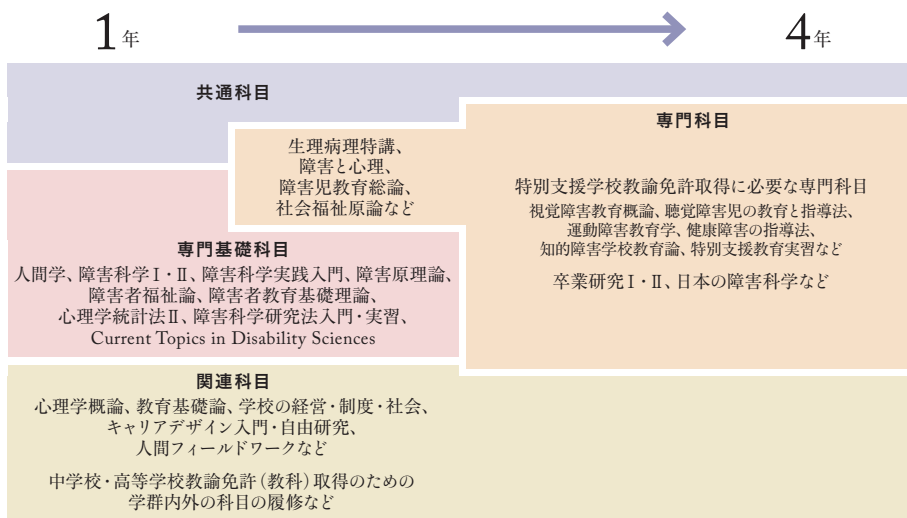 1年
4年
共通科目
生理病理特講、
障害と心理、
障害児教育総論、
社会福祉原論など
専門科目
特別支援学校教諭免許取得に必要な専門科目
視覚障害教育概論、聴覚障害児の教育と指導法、
運動障害教育学、健康障害の指導法、
知的障害学校教育論、特別支援教育実習など
卒業研究Ⅰ・Ⅱ、日本の障害科学など
専門基礎科目
人間学、障害科学Ⅰ・Ⅱ、障害科学実践入門、障害原理論、
障害者福祉論、障害者教育基礎理論、
心理学統計法Ⅱ、障害科学研究法入門・実習、
Current Topics in Disability Sciences
関連科目
心理学概論、教育基礎論、学校の経営・制度・社会、
キャリアデザイン入門・自由研究、
人間フィールドワークなど
中学校・高等学校教諭免許（教科）取得のための
学群内外の科目の履修など